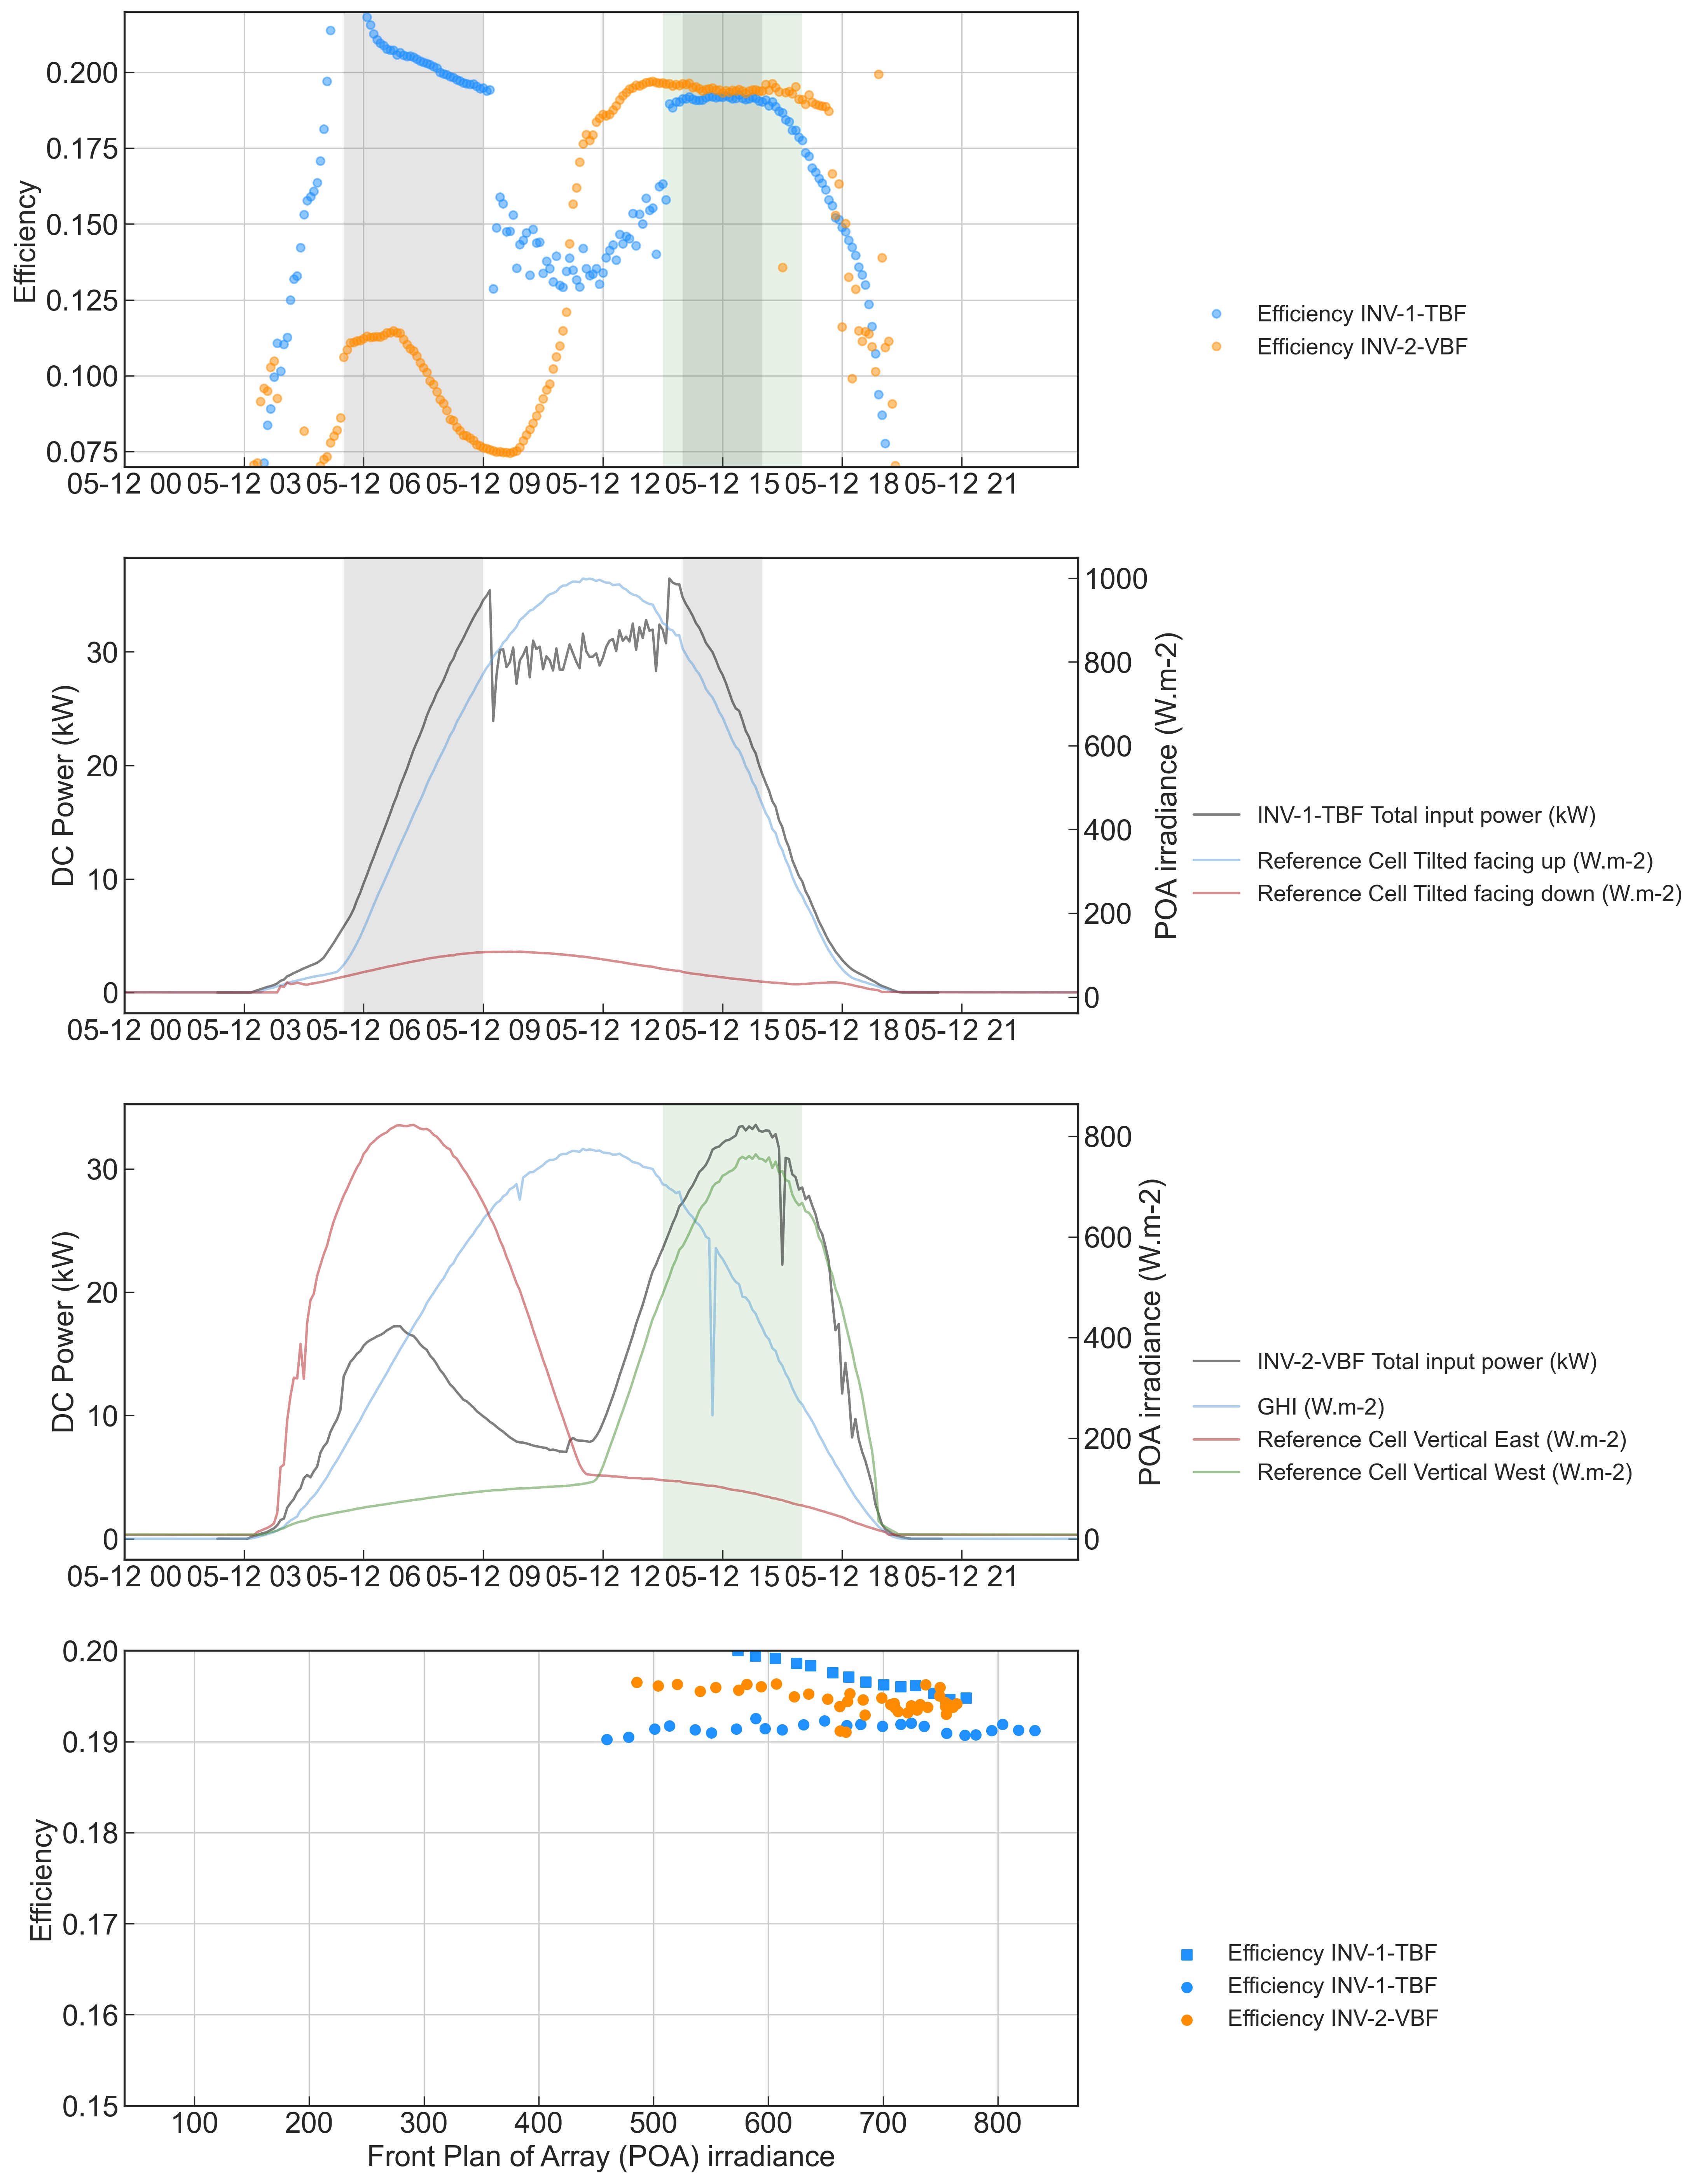 Efficiency
0.200
0.175
0.150
0.125
0.100
0.075
05-12 00 05-12 03 05-12 06 05-12 09 05-12 12 05-12 15 05-12 18 05-12 21
Efficiency INV-1-TBF
Efficiency INV-2-VBF
DC Power (kW)
30
20
10
0
05-12 00 05-12 03 05-12 06 05-12 09 05-12 12 05-12 15 05-12 18 05-12 21
1000
800
600
400
200
0
POA irradiance (W.m-2)
INV-1-TBF Total input power (kW)
Reference Cell Tilted facing up (W.m-2)
Reference Cell Tilted facing down (W.m-2)
DC Power (kW)
30
20
10
0
05-12 00 05-12 03 05-12 06 05-12 09 05-12 12 05-12 15 05-12 18 05-12 21
800
600
400
200
0
POA irradiance (W.m-2)
INV-2-VBF Total input power (kW)
GHI (W.m-2)
Reference Cell Vertical East (W.m-2)
Reference Cell Vertical West (W.m-2)
Efficiency
0.20
0.19
0.18
0.17
0.16
0.15
100 200 300 400 500 600 700 800
Front Plan of Array (POA) irradiance
Efficiency INV-1-TBF
Efficiency INV-1-TBF
Efficiency INV-2-VBF